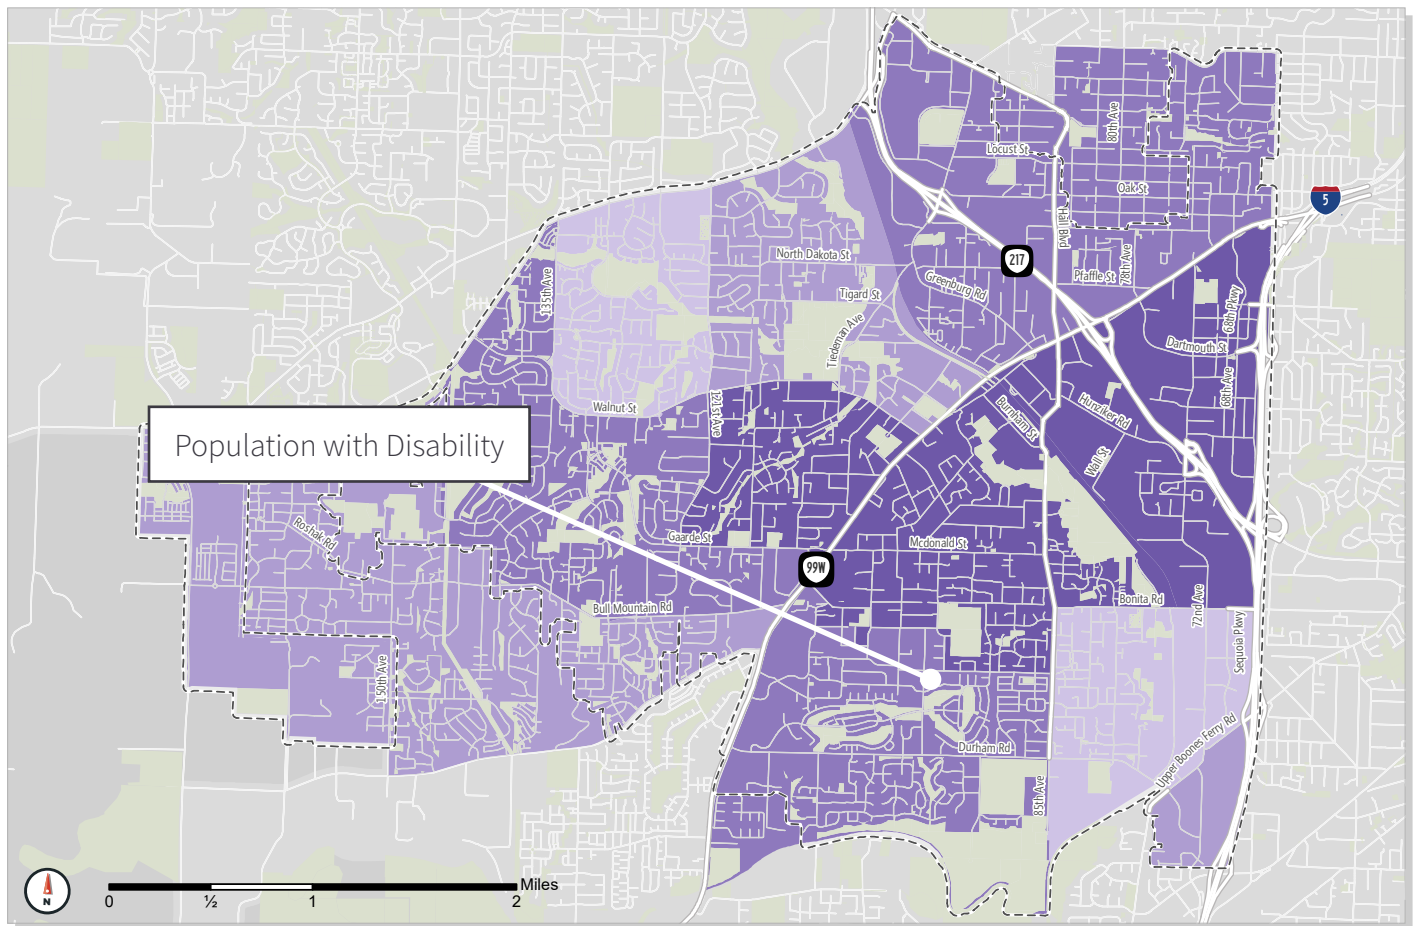 Locust St
80th Ave
Oak St
5
Hall Blvd
North Dakota St
217
Pfaffle St
78th Ave
135th Ave
Tigard St
Greenburg Rd
68th Pkwy
Tiedeman Ave
Dartmouth St
68th Ave
Walnut St
121st Ave
Burnham St
Hunziker Rd
Population with Disability
Wall St
Roshak Rd
Gaarde St
Mcdonald St
99W
Bull Mountain Rd
Bonita Rd
72nd Ave
Sequoia Pkwy
150th Ave
Durham Rd
Upper Boones Ferry Rd
85th Ave
N
Miles
0 ½ 1 2